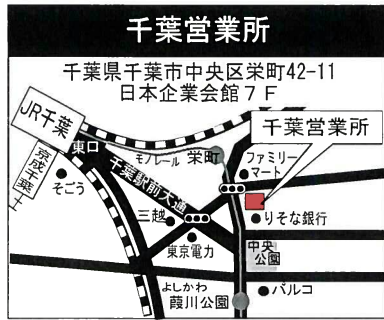 千葉営業所
千葉県千葉市中央区栄町42-11
日本企業会館７Ｆ
JR千葉
千葉営業所
東口
モノレール
栄町
ファミリー
マート
京成千葉
そごう
千葉駅前大通
三越
りそな銀行
東京電力
中央
公園
よしかわ
葭川公園
パルコ